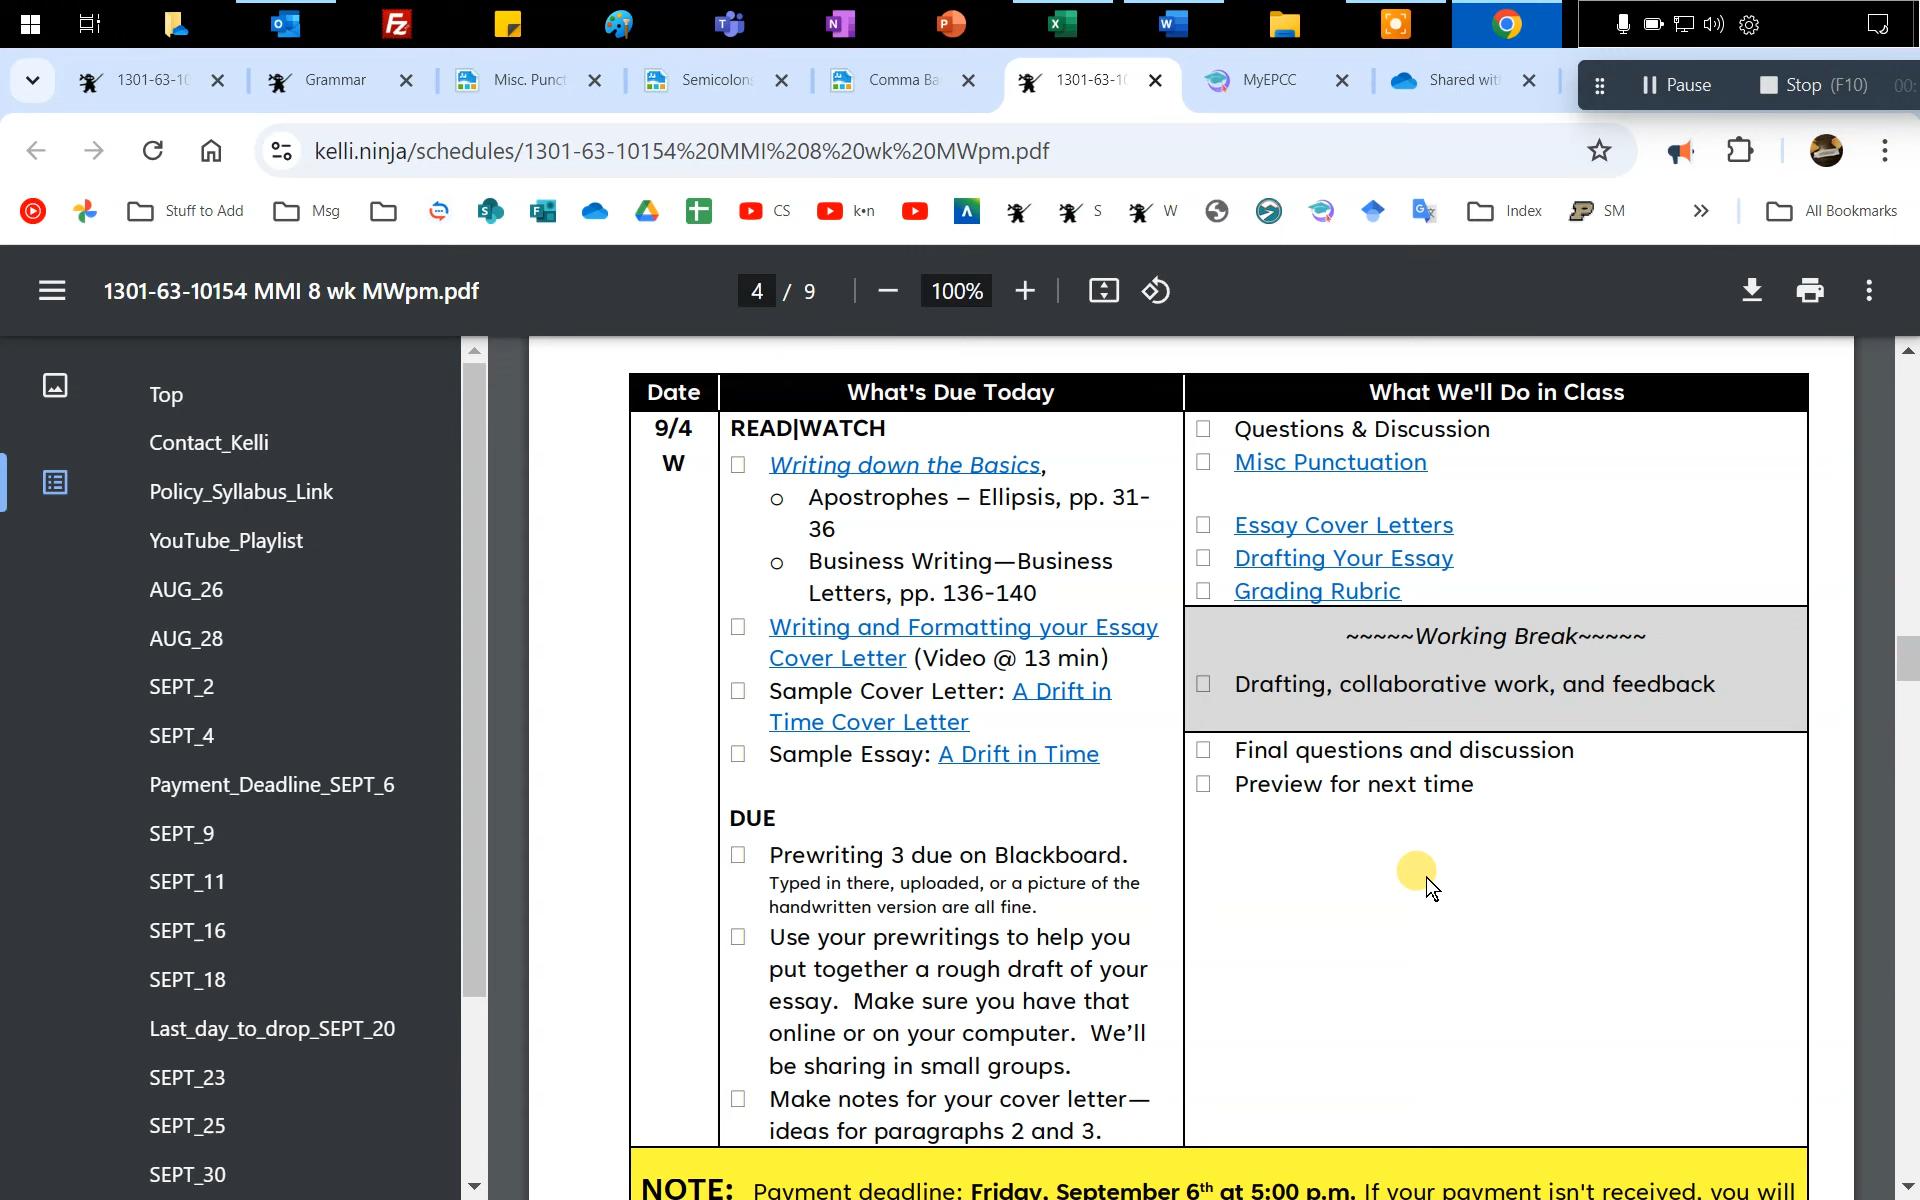 1301-63-10
Grammar
Misc. Punct
Semicolons
Comma Ba
1301-63-10
MyEPCC
Shared wit
Pause
Stop (F10)
00:
kelli.ninja/schedules/1301-63-10154%20MMI%208%20wk%20MWpm.pdf
Stuff to Add
Msg
CS
k•n
S
W
Index
SM
All Bookmarks
1301-63-10154 MMI 8 wk MWpm.pdf
4 / 9
100%
Top
Contact_Kelli
Policy_Syllabus_Link
YouTube_Playlist
AUG_26
AUG_28
SEPT_2
SEPT_4
Payment_Deadline_SEPT_6
SEPT_9
SEPT_11
SEPT_16
SEPT_18
Last_day_to_drop_SEPT_20
SEPT_23
SEPT_25
SEPT_30
Date
What's Due Today
What We'll Do in Class
9/4
W
READ|WATCH
Writing down the Basics,
o Apostrophes – Ellipsis, pp. 31-
36
o Business Writing—Business
Letters, pp. 136-140
Writing and Formatting your Essay
Cover Letter (Video @ 13 min)
Sample Cover Letter: A Drift in
Time Cover Letter
Sample Essay: A Drift in Time
DUE
Prewriting 3 due on Blackboard.
Typed in there, uploaded, or a picture of the
handwritten version are all fine.
Use your prewritings to help you
put together a rough draft of your
essay. Make sure you have that
online or on your computer. We’ll
be sharing in small groups.
Make notes for your cover letter—
ideas for paragraphs 2 and 3.
Questions & Discussion
Misc Punctuation
Essay Cover Letters
Drafting Your Essay
Grading Rubric
~~~~~Working Break~~~~~
Drafting, collaborative work, and feedback
Final questions and discussion
Preview for next time
NOTE: Payment deadline: Friday, September 6th at 5:00 p.m. If your payment isn't received, you will